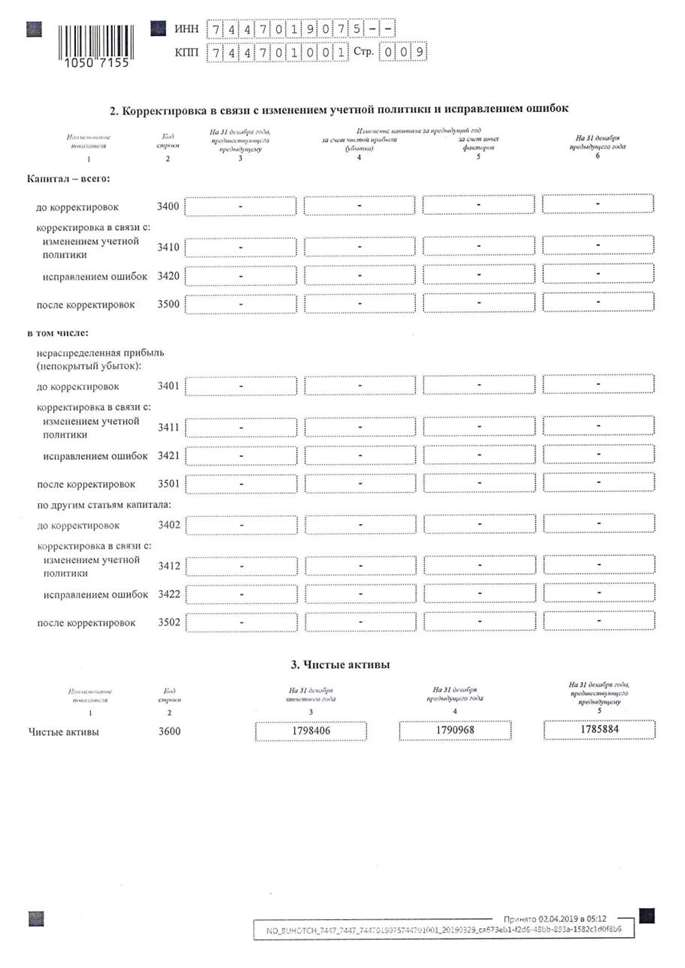 ИНН 7447019075--
КПП 744701001 Стр. 009
1050 7155
2. Корректировка в связи с изменением учетной политики и исправлением ошибок
Наименование показателя Код строки На 31 декабря года, предшествующего предыдущему Изменения капитала за предыдущий год На 31 декабря предыдущего года
за счет чистой прибыли (убытка) за счет иных факторов
1 2 3 4 5 6
Капитал – всего:
до корректировок 3400 - - - -
корректировка в связи с:
изменением учетной
политики 3410 - - - -
исправлением ошибок 3420 - - - -
после корректировок 3500 - - - -
в том числе:
нераспределенная прибыль
(непокрытый убыток):
до корректировок 3401 - - - -
корректировка в связи с:
изменением учетной
политики 3411 - - - -
исправлением ошибок 3421 - - - -
после корректировок 3501 - - - -
по другим статьям капитала:
до корректировок 3402 - - - -
корректировка в связи с:
изменением учетной
политики 3412 - - - -
исправлением ошибок 3422 - - - -
после корректировок 3502 - - - -
3. Чистые активы
Наименование показателя Код строки На 31 декабря отчетного года На 31 декабря предыдущего года На 31 декабря года, предшествующего предыдущему
1 2 3 4 5
Чистые активы 3600 1798406 1790968 1785884
Принято 02.04.2019 в 05:12